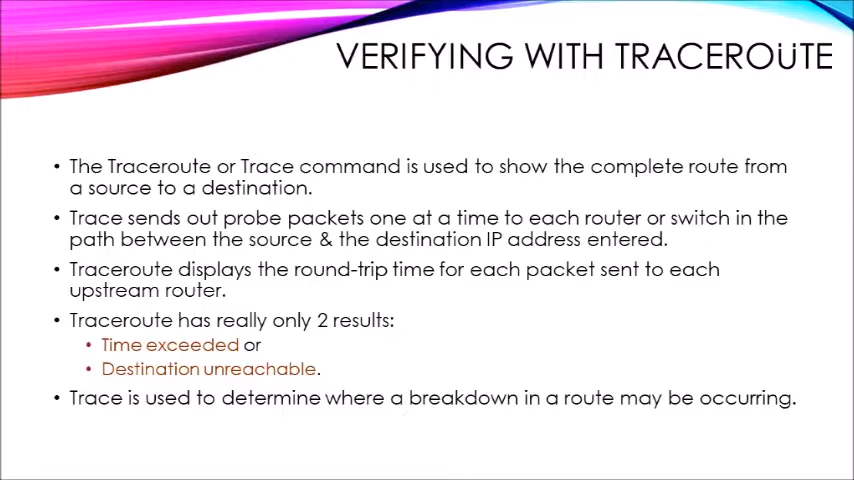 VERIFYING WITH TRACEROÜTE
• The Traceroute or Trace command is used to show the complete route from
a source to a destination.
• Trace sends out probe packets one at a time to each router or switch in the
path between the source & the destination IP address entered.
• Traceroute displays the round-trip time for each packet sent to each
upstream router.
• Traceroute has really only 2 results:
• Time exceeded or
• Destination unreachable.
• Trace is used to determine where a breakdown in a route may be occurring.